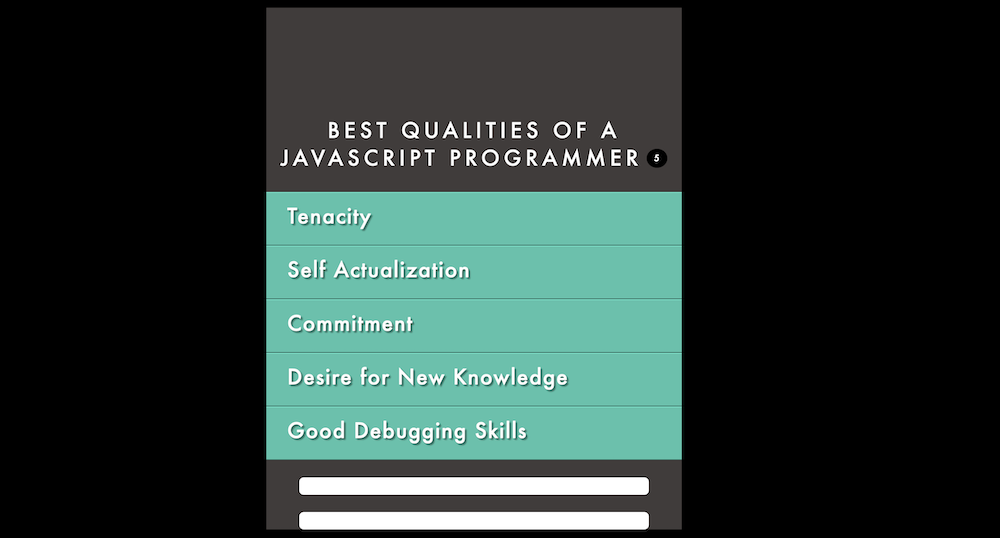 BEST QUALITIES OF A
JAVASCRIPT PROGRAMMER 5
Tenacity
Self Actualization
Commitment
Desire for New Knowledge
Good Debugging Skills